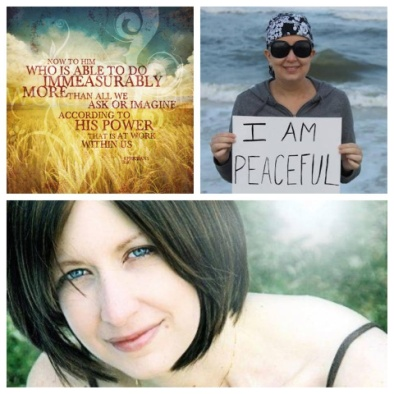 NOW TO HIM
WHO IS ABLE TO DO
IMMEASURABLY
MORE THAN ALL WE
ASK OR IMAGINE
ACCORDING TO
HIS POWER
THAT IS AT WORK
WITHIN US
I AM
PEACEFUL